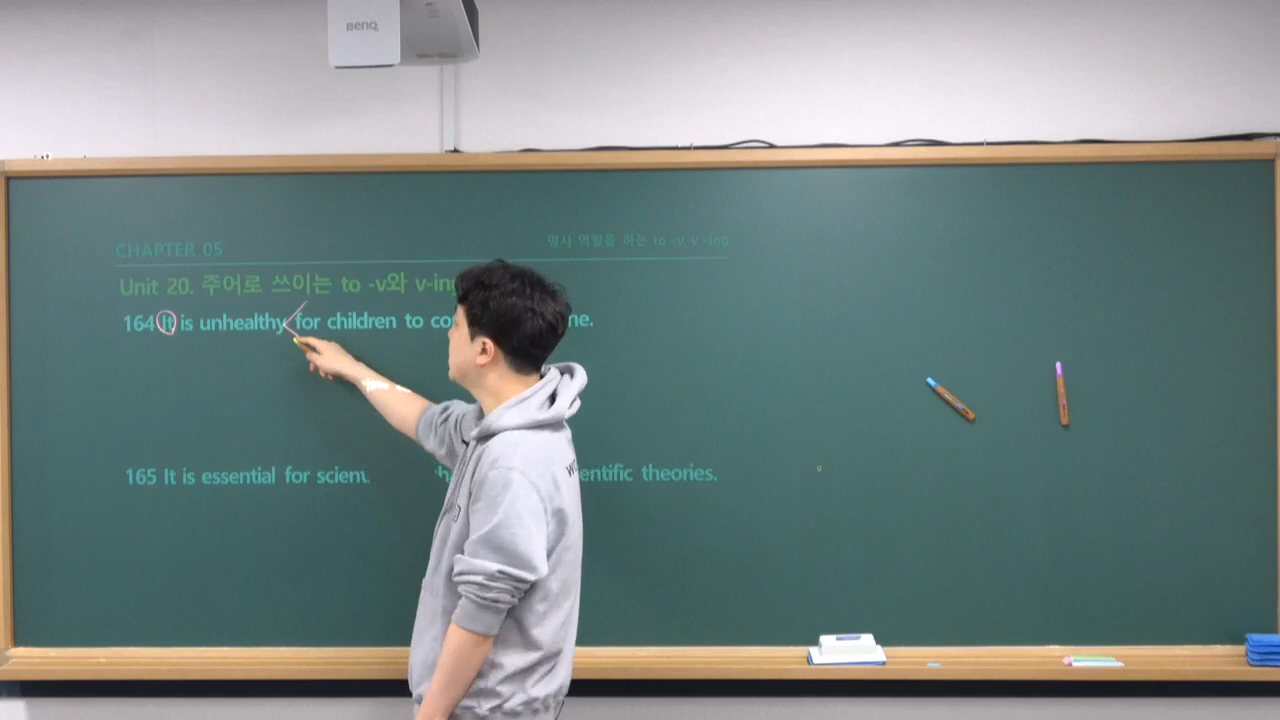 BenQ
CHAPTER 05
명사 역할을 하는 to -v, v -ing
Unit 20. 주어로 쓰이는 to -v와 v-ing
164 It is unhealthy for children to
165 It is essential for theories.